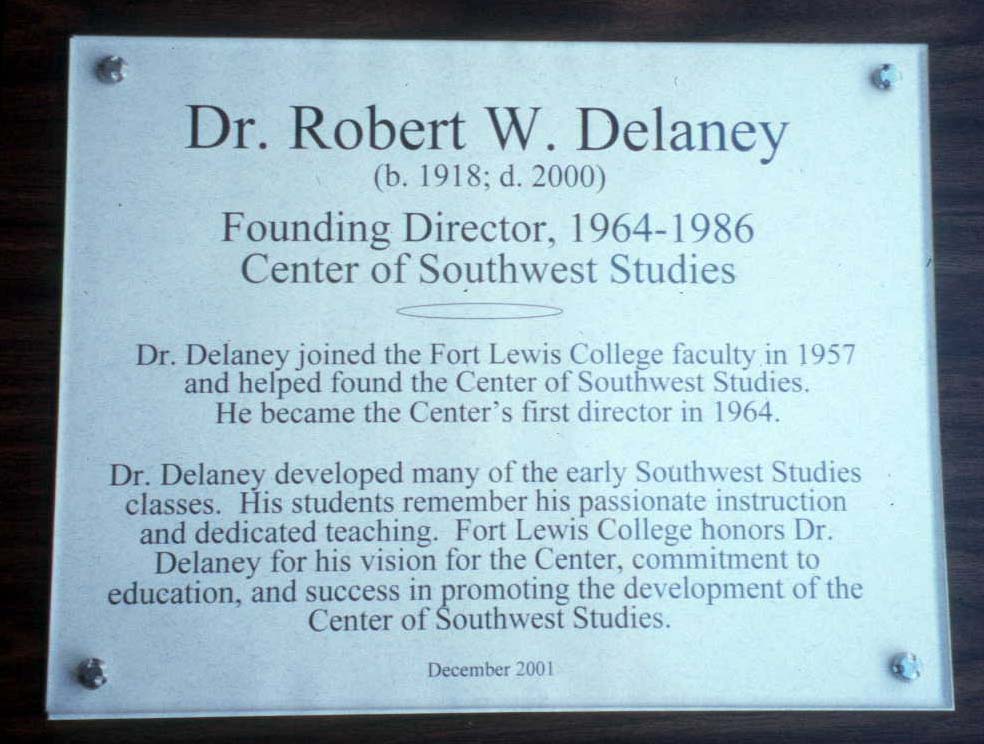 Dr. Robert W. Delaney
(b. 1918; d. 2000)
Founding Director, 1964-1986
Center of Southwest Studies
Dr. Delaney joined the Fort Lewis College faculty in 1957
and helped found the Center of Southwest Studies.
He became the Center's first director in 1964.
Dr. Delaney developed many of the early Southwest Studies
classes.  His students remember his passionate instruction
and dedicated teaching.  Fort Lewis College honors Dr.
Delaney for his vision for the Center, commitment to
education, and success in promoting the development of the
Center of Southwest Studies.
December 2001